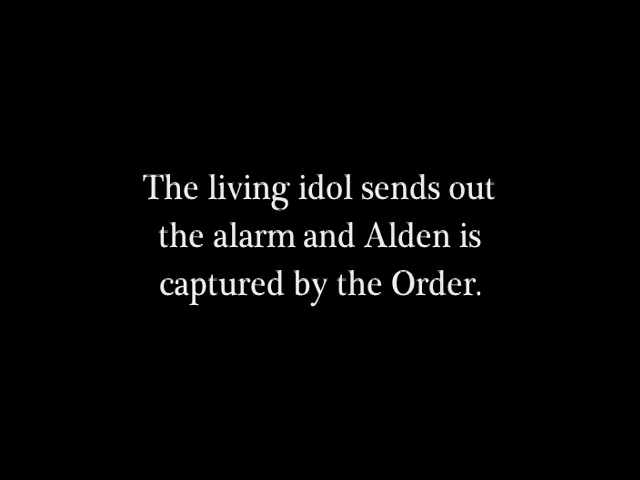 The living idol sends out
the alarm and Alden is
captured by the Order.